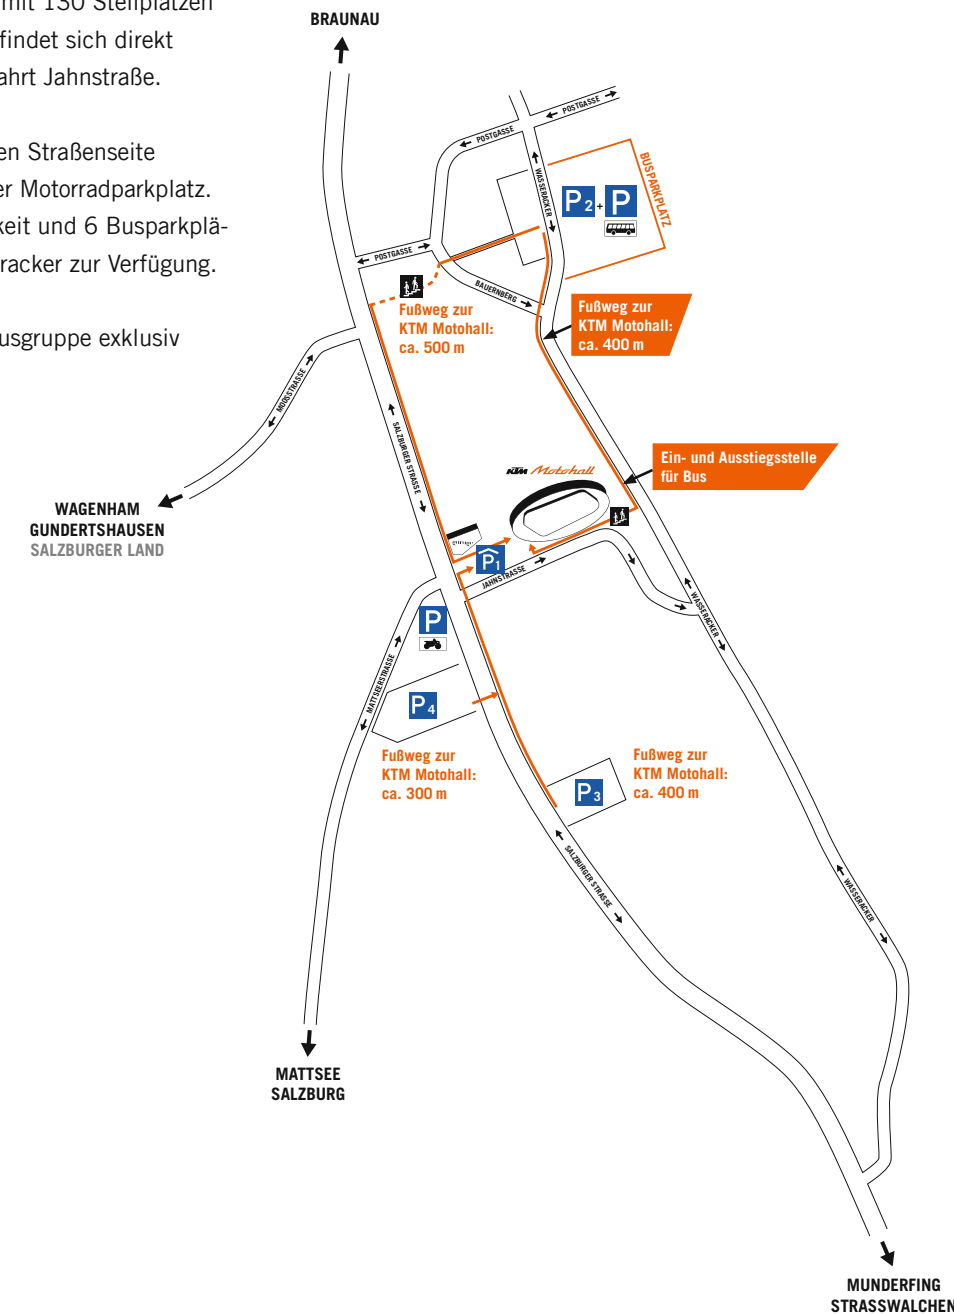 mit 130 Stellplätzen
findet sich direkt
ahrt Jahnstraße.
en Straßenseite
er Motorradparkplatz.
keit und 6 Busparkplä-
racker zur Verfügung.
usgruppe exklusiv
BRAUNAU
POSTGASSE
POSTGASSE
WASSERACKER
BUSPARKPLATZ
P2 + P
POSTGASSE
BAUERNBERG
Fußweg zur
KTM Motohall:
ca. 500 m
Fußweg zur
KTM Motohall:
ca. 400 m
MOOSSTRASSE
SALZBURGER STRASSE
Ein- und Ausstiegsstelle
für Bus
KTM Motohall
WAGENHAM
GUNDERTSHAUSEN
SALZBURGER LAND
P1
JAHNSTRASSE
WASSERACKER
P
MATTSEERSTRASSE
P4
Fußweg zur
KTM Motohall:
ca. 300 m
Fußweg zur
KTM Motohall:
ca. 400 m
P3
SALZBURGER STRASSE
WASSERACKER
MATTSEE
SALZBURG
MUNDERFING
STRASSWALCHEN